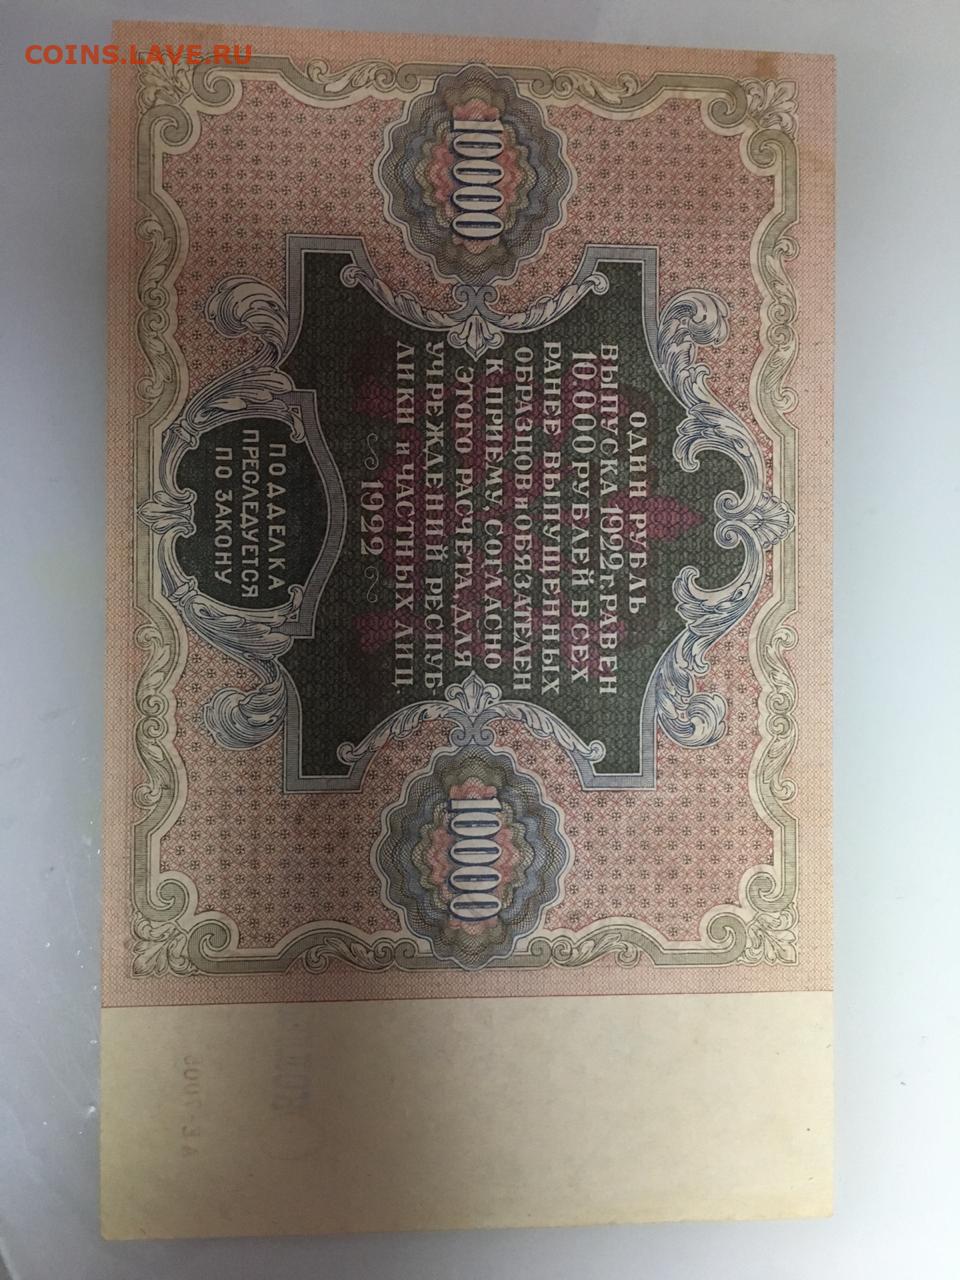 COINS.LAVE.RU
10000
10000
ОДИН РУБЛЬ
ВЫПУСКА 1922 г. РАВЕН
10.000 РУБЛЕЙ ВСЕХ
РАНЕЕ ВЫПУЩЕННЫХ
ОБРАЗЦОВ И ОБЯЗАТЕЛЕН
К ПРИЕМУ, СОГЛАСНО
ЭТОГО РАСЧЕТА, ДЛЯ
УЧРЕЖДЕНИЙ РЕСПУБ-
ЛИКИ И ЧАСТНЫХ ЛИЦ.
1922
ПОДДЕЛКА
ПРЕСЛЕДУЕТСЯ
ПО ЗАКОНУ